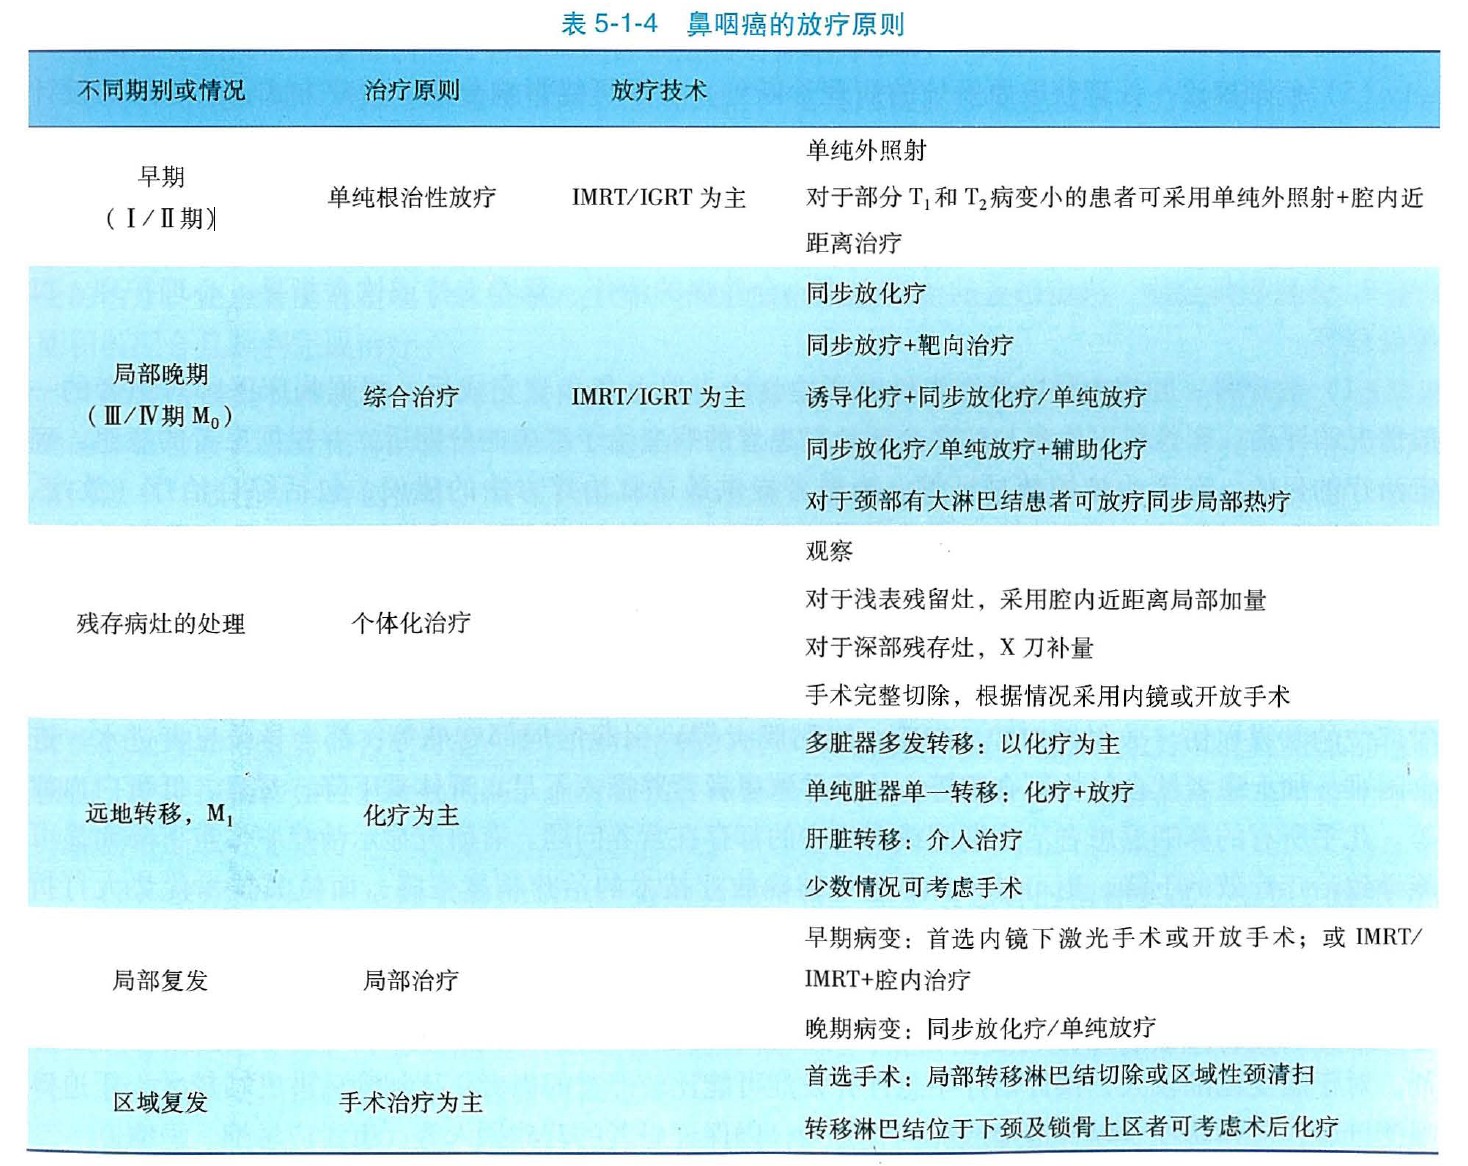 表 5-1-4 鼻咽癌的放疗原则
不同期别或情况 治疗原则 放疗技术
早期
（Ⅰ/Ⅱ期）
单纯根治性放疗
IMRT/IGRT 为主
单纯外照射
对于部分 T₁和 T₂病变小的患者可采用单纯外照射+腔内近
距离治疗
局部晚期
（Ⅲ/Ⅳ期 M₀）
综合治疗
IMRT/IGRT 为主
同步放化疗
同步放疗+靶向治疗
诱导化疗+同步放化疗/单纯放疗
同步放化疗/单纯放疗+辅助化疗
对于颈部有大淋巴结患者可放疗同步局部热疗
残存病灶的处理
个体化治疗
观察
对于浅表残留灶，采用腔内近距离局部加量
对于深部残存灶，X 刀补量
手术完整切除，根据情况采用内镜或开放手术
远地转移，M₁
化疗为主
多脏器多发转移：以化疗为主
单纯脏器单一转移：化疗+放疗
肝脏转移：介入治疗
少数情况可考虑手术
局部复发
局部治疗
早期病变：首选内镜下激光手术或开放手术；或 IMRT/
IMRT+腔内治疗
晚期病变：同步放化疗/单纯放疗
区域复发
手术治疗为主
首选手术：局部转移淋巴结切除或区域性颈清扫
转移淋巴结位于下颈及锁骨上区者可考虑术后化疗